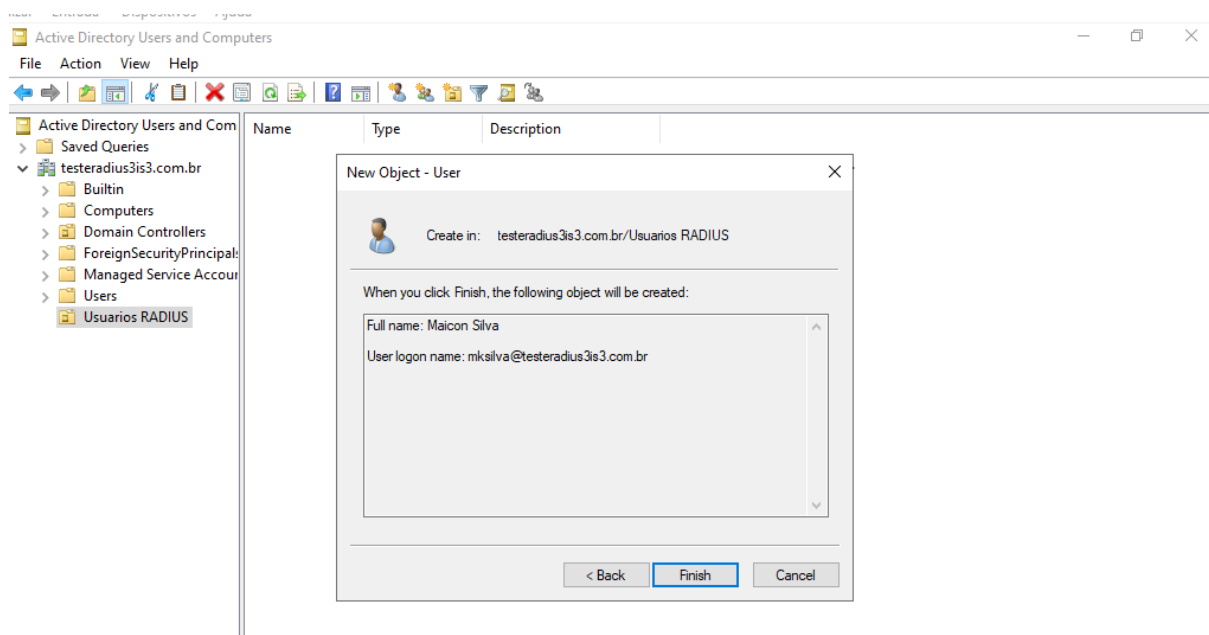 Active Directory Users and Computers
File Action View Help
Active Directory Users and Com
Name Type Description
Saved Queries
testeradius3is3.com.br
Builtin
Computers
Domain Controllers
ForeignSecurityPrincipal
Managed Service Accour
Users
Usuarios RADIUS
New Object - User
Create in: testeradius3is3.com.br/Usuarios RADIUS
When you click Finish, the following object will be created:
Full name: Maicon Silva
User logon name: mksilva@testeradius3is3.com.br
< Back Finish Cancel